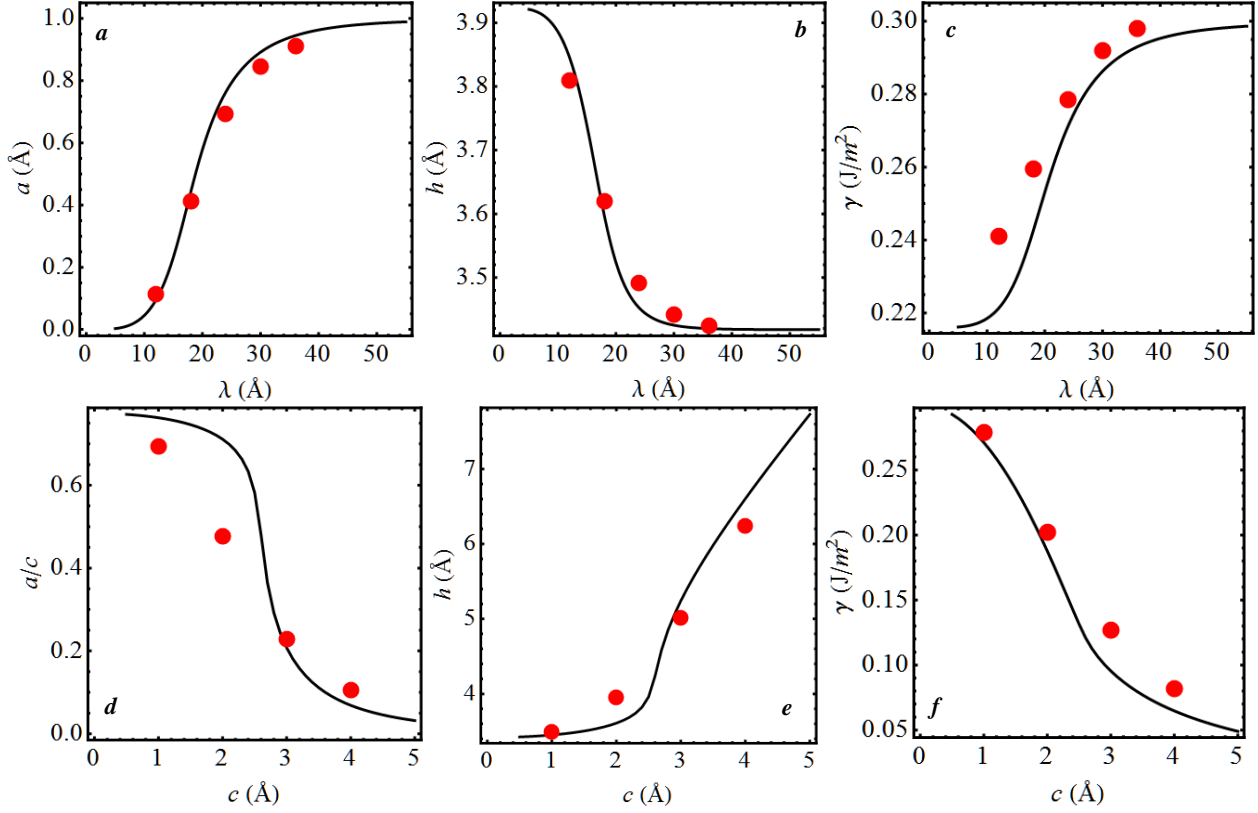 a
1.0
0.8
0.6
0.4
0.2
0.0
a (Å)
0 10 20 30 40 50
λ (Å)
b
3.9
3.8
3.7
3.6
3.5
h (Å)
0 10 20 30 40 50
λ (Å)
c
0.30
0.28
0.26
0.24
0.22
γ (J/m²)
0 10 20 30 40 50
λ (Å)
d
0.6
0.4
0.2
0.0
a/c
0 1 2 3 4 5
c (Å)
e
7
6
5
4
h (Å)
0 1 2 3 4 5
c (Å)
f
0.25
0.20
0.15
0.10
0.05
γ (J/m²)
0 1 2 3 4 5
c (Å)